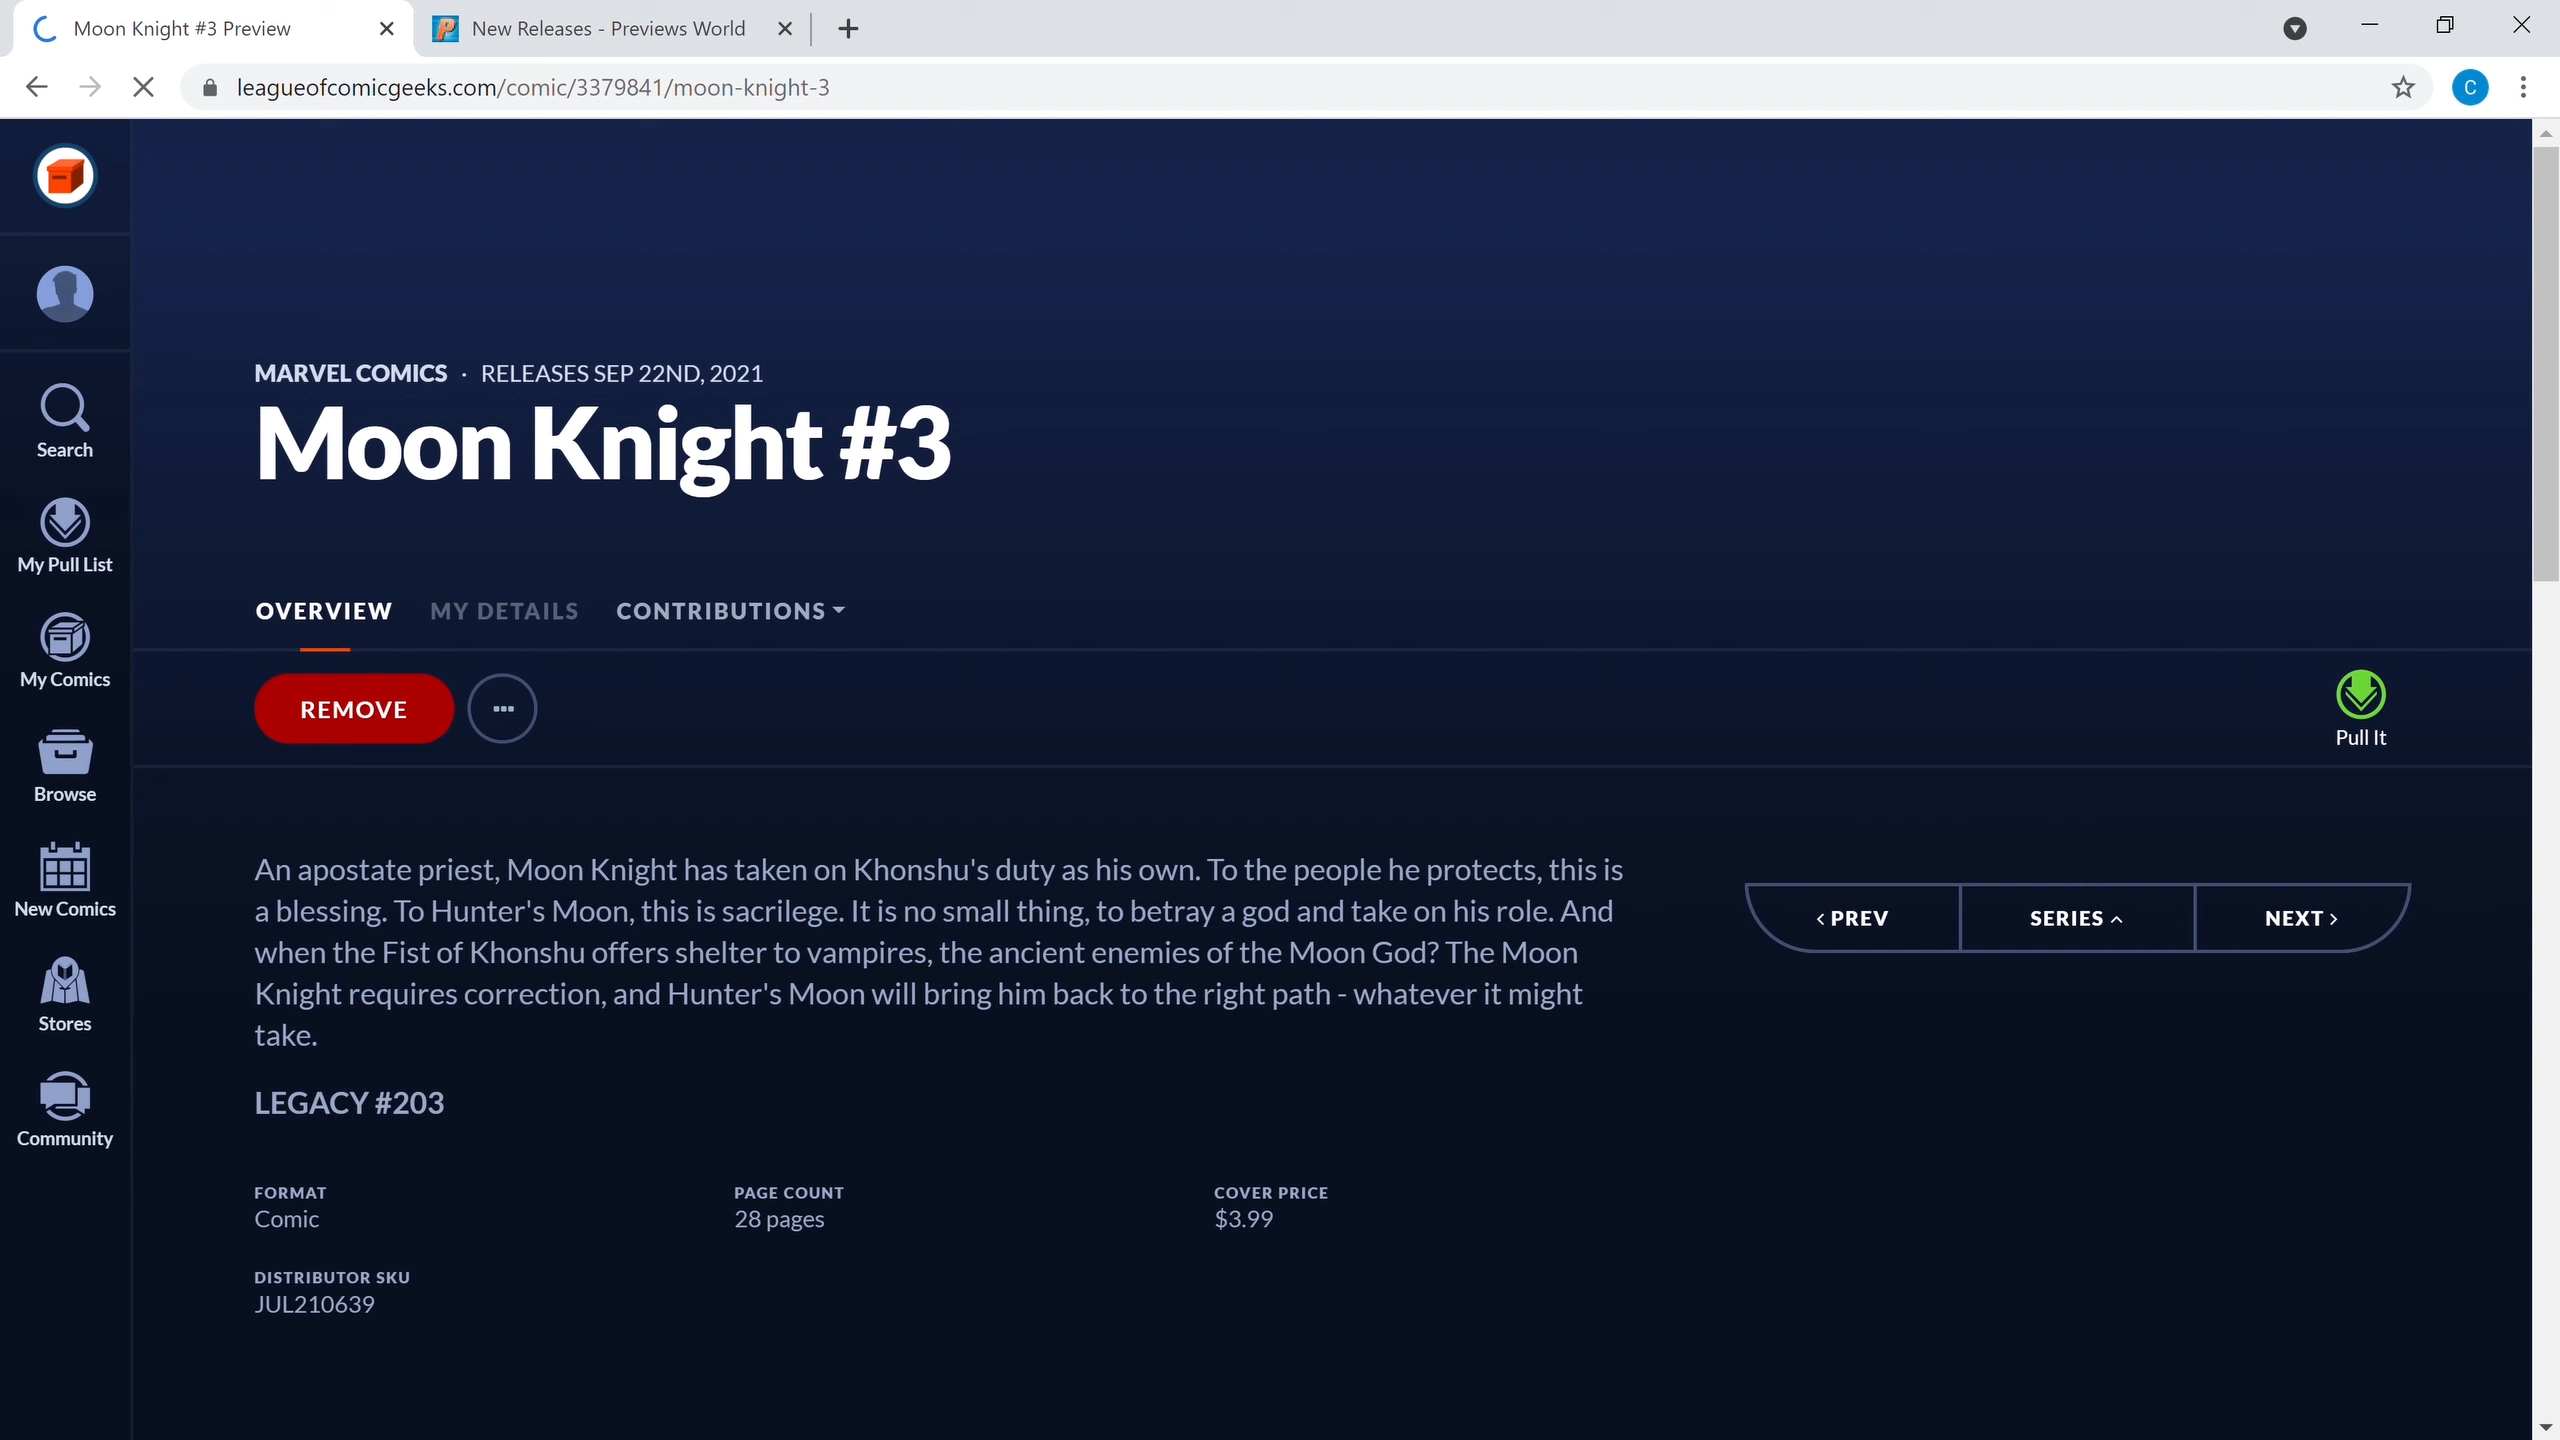 Moon Knight #3 Preview
New Releases - Previews World
leagueofcomicgeeks.com/comic/3379841/moon-knight-3
C
Search
My Pull List
My Comics
Browse
New Comics
Stores
Community
MARVEL COMICS · RELEASES SEP 22ND, 2021
Moon Knight #3
OVERVIEW MY DETAILS CONTRIBUTIONS
REMOVE
Pull It
An apostate priest, Moon Knight has taken on Khonshu's duty as his own. To the people he protects, this is
a blessing. To Hunter's Moon, this is sacrilege. It is no small thing, to betray a god and take on his role. And
when the Fist of Khonshu offers shelter to vampires, the ancient enemies of the Moon God? The Moon
Knight requires correction, and Hunter's Moon will bring him back to the right path - whatever it might
take.
LEGACY #203
PREV SERIES NEXT
FORMAT
Comic
PAGE COUNT
28 pages
COVER PRICE
$3.99
DISTRIBUTOR SKU
JUL210639